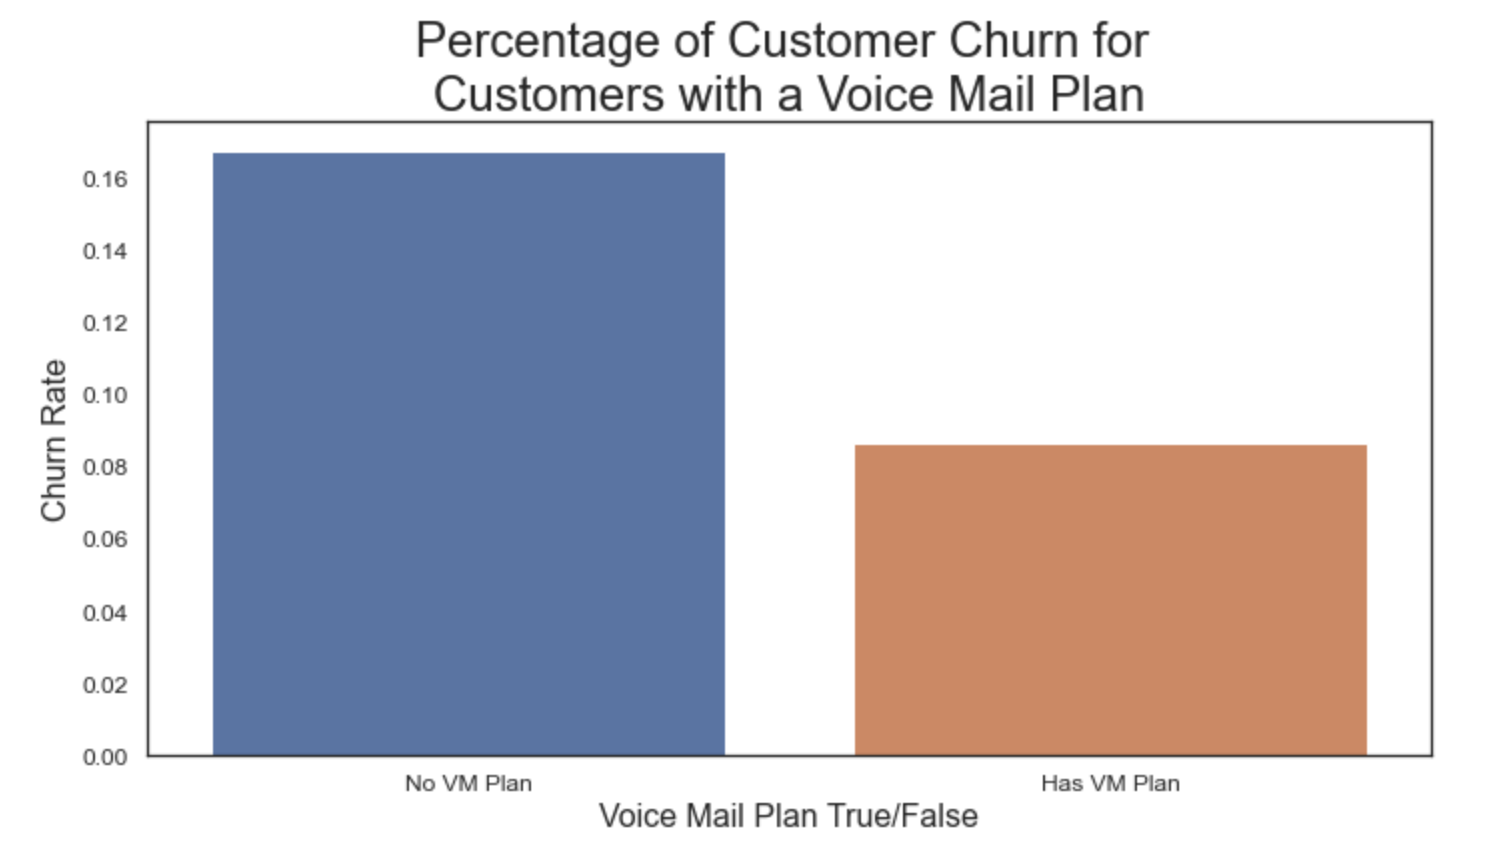 Percentage of Customer Churn for
Customers with a Voice Mail Plan
Churn Rate
0.16
0.14
0.12
0.10
0.08
0.06
0.04
0.02
0.00
No VM Plan
Has VM Plan
Voice Mail Plan True/False